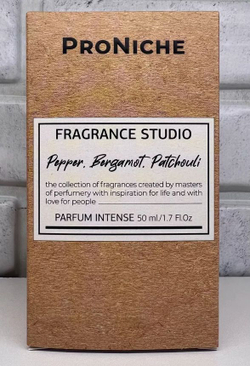 PRONICHE
FRAGRANCE STUDIO
Pepper, Bergamot, Patchouli
the collection of fragrances created by masters
of perfumery with inspiration for life and with
love for people
PARFUM INTENSE 50 ml/1.7 Fl.Oz